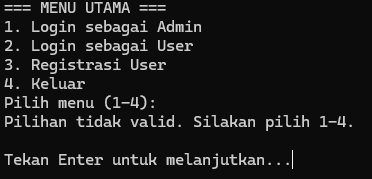 === MENU UTAMA ===
1. Login sebagai Admin
2. Login sebagai User
3. Registrasi User
4. Keluar
Pilih menu (1-4):
Pilihan tidak valid. Silakan pilih 1-4.
Tekan Enter untuk melanjutkan...